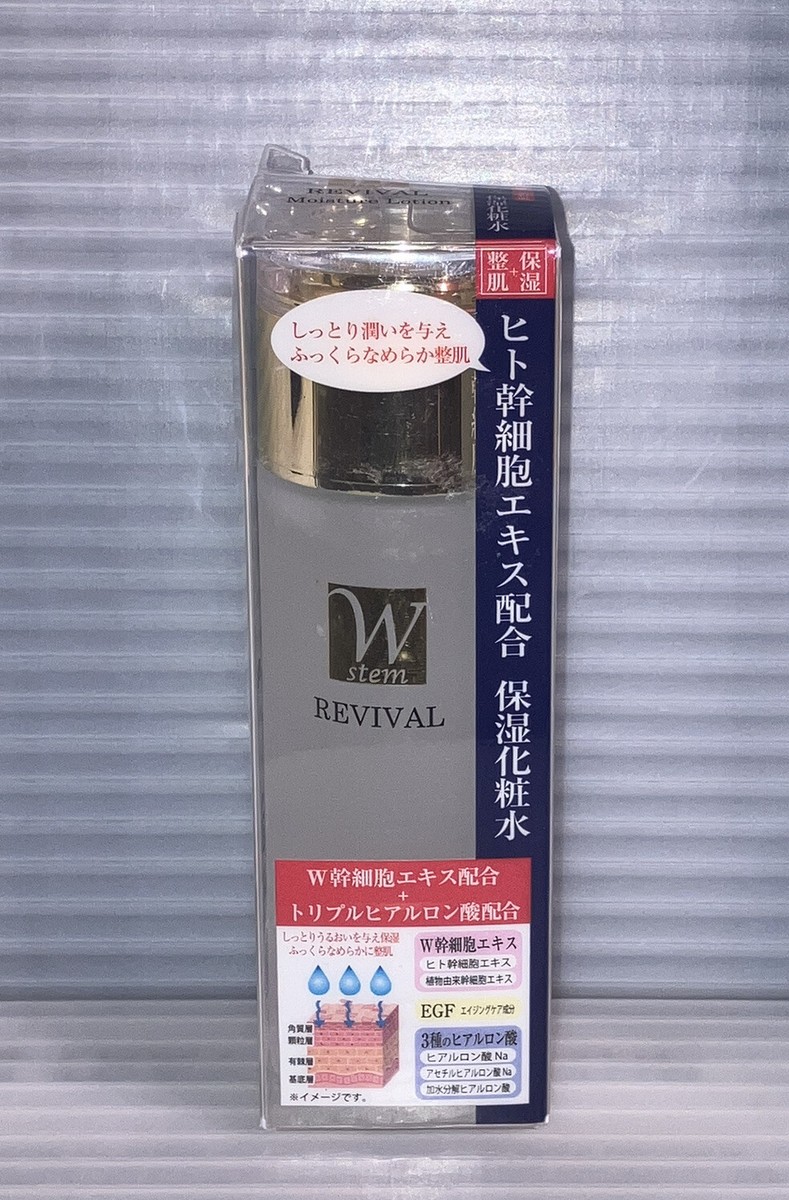 REVIVAL
Moisture Lotion
保湿化粧水
保湿
+
整肌
しっとり潤いを与え
ふっくらなめらか整肌
ヒト幹細胞エキス配合 保湿化粧水
W
stem
REVIVAL
W幹細胞エキス配合
+
トリプルヒアルロン酸配合
しっとりうるおいを与え保湿
ふっくらなめらかに整肌
角質層
顆粒層
有棘層
基底層
※イメージです。
W幹細胞エキス
ヒト幹細胞エキス
植物由来幹細胞エキス
EGF エイジングケア成分
3種のヒアルロン酸
ヒアルロン酸Na
アセチルヒアルロン酸Na
加水分解ヒアルロン酸